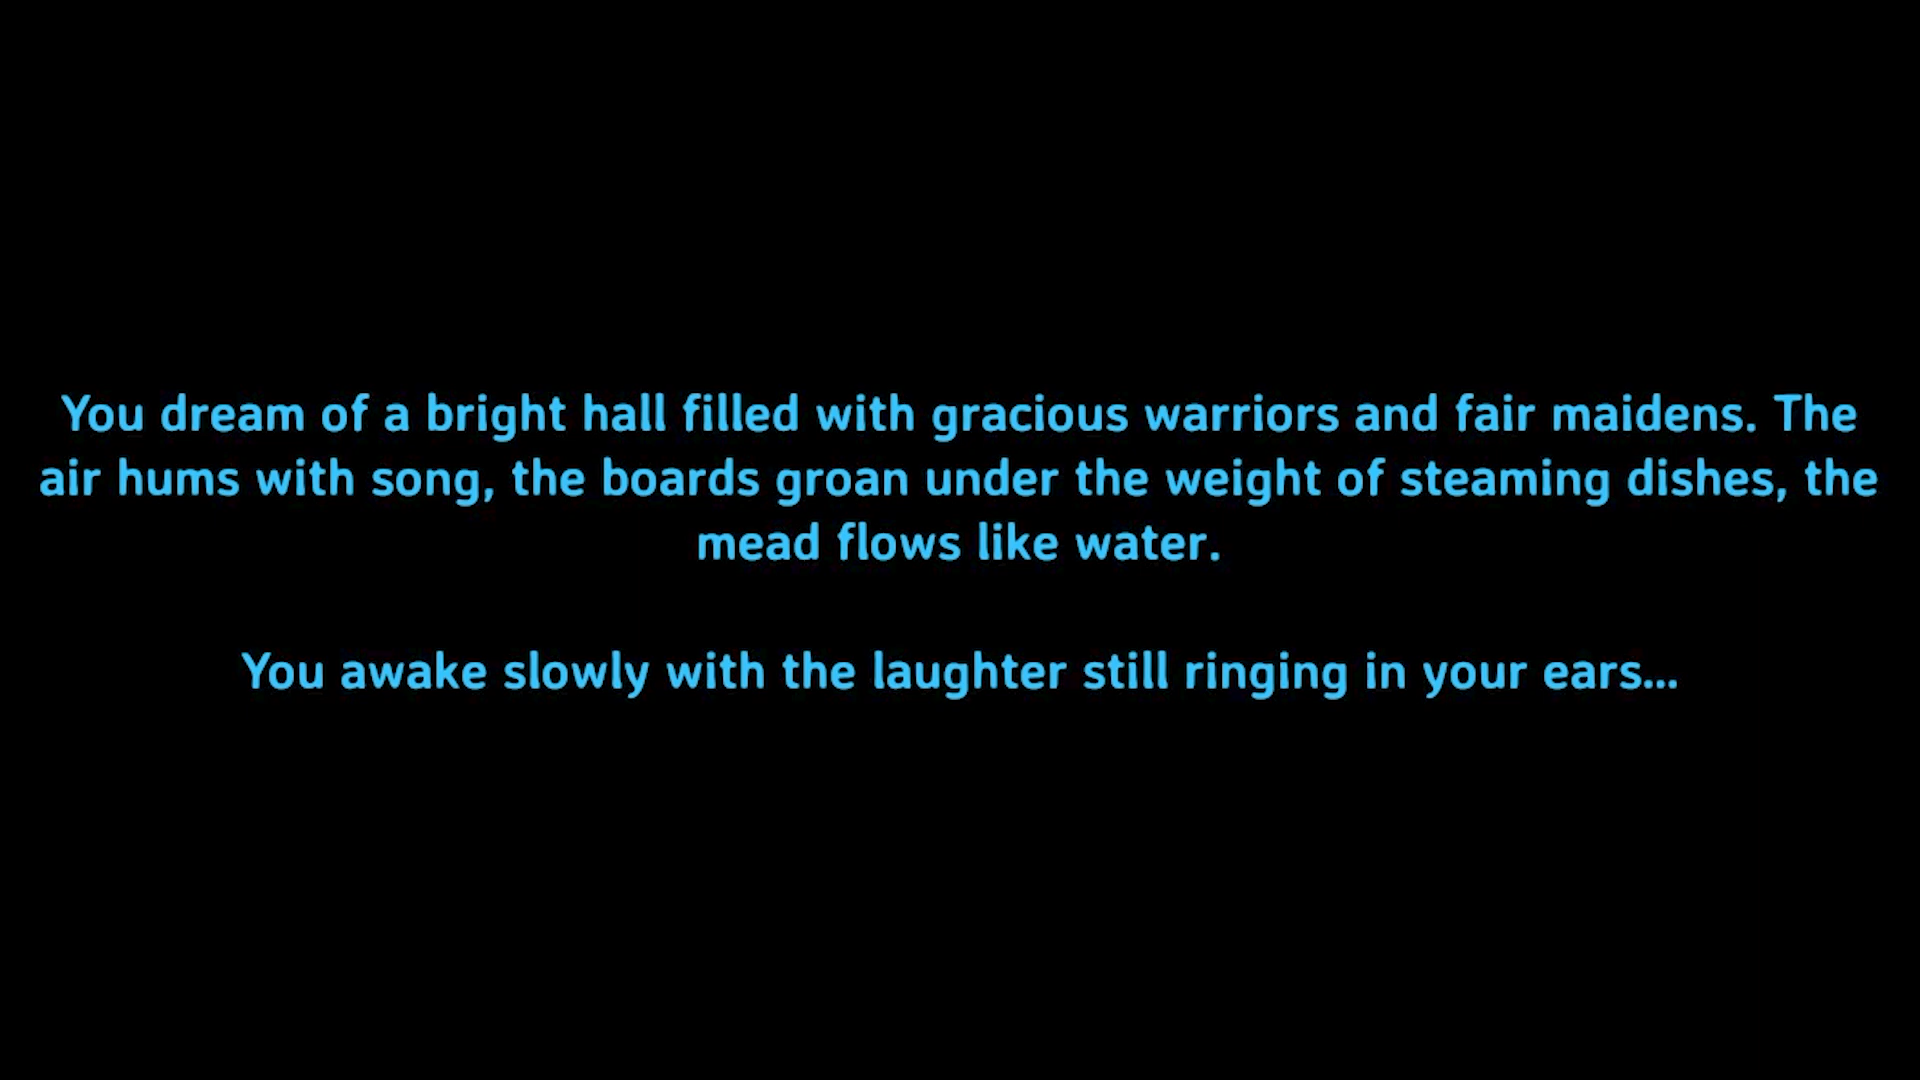 You dream of a bright hall filled with gracious warriors and fair maidens. The
air hums with song, the boards groan under the weight of steaming dishes, the
mead flows like water.
You awake slowly with the laughter still ringing in your ears...